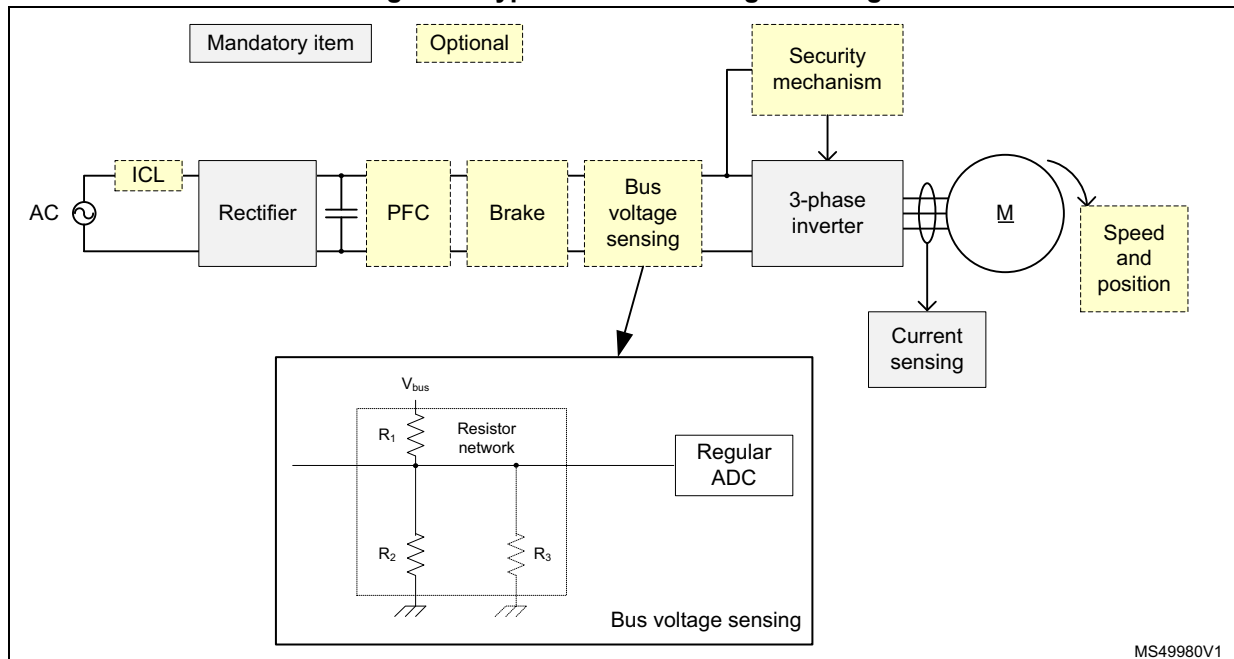 Mandatory item
Optional
Security
mechanism
ICL
AC
Rectifier
PFC
Brake
Bus
voltage
sensing
3-phase
inverter
M
Speed
and
position
Current
sensing
Vbus
R1
Resistor
network
Regular
ADC
R2
R3
Bus voltage sensing
MS49980V1